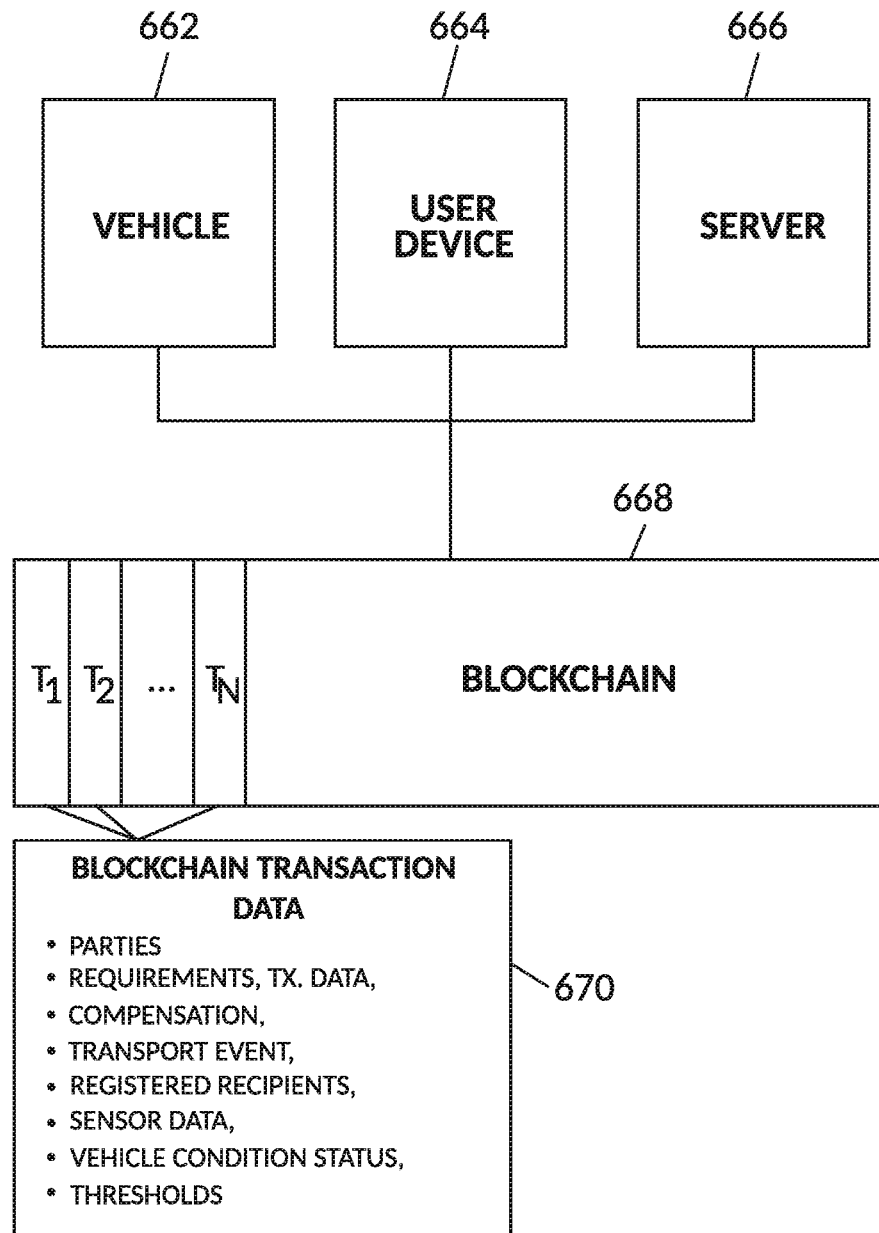 662 664 666
VEHICLE USER DEVICE SERVER
668
T1 T2 ... TN BLOCKCHAIN
BLOCKCHAIN TRANSACTION
DATA
• PARTIES
• REQUIREMENTS, TX. DATA,
• COMPENSATION,
• TRANSPORT EVENT,
• REGISTERED RECIPIENTS,
• SENSOR DATA,
• VEHICLE CONDITION STATUS,
• THRESHOLDS
670